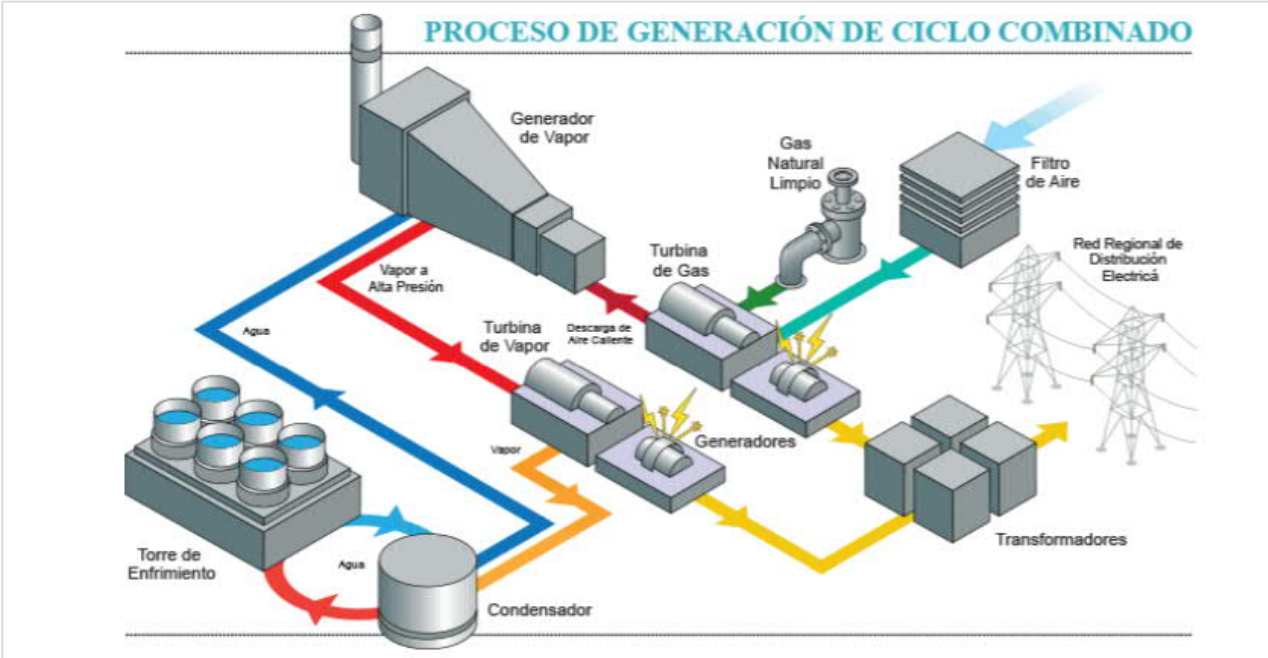 PROCESO DE GENERACIÓN DE CICLO COMBINADO
Generador
de Vapor
Gas
Natural
Limpio
Filtro
de Aire
Red Regional de
Distribución
Electricá
Turbina
de Gas
Vapor a
Alta Presión
Agua
Turbina
de Vapor
Descarga de
Aire Caliente
Generadores
Vapor
Transformadores
Torre de
Enfrimiento
Agua
Condensador